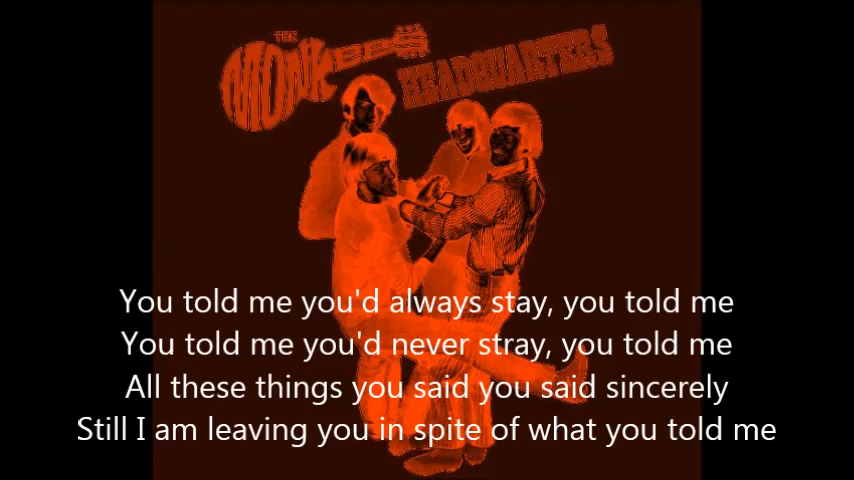 THE
MONKEES
HEADQUARTERS
You told me you'd always stay, you told me
You told me you'd never stray, you told me
All these things you said you said sincerely
Still I am leaving you in spite of what you told me